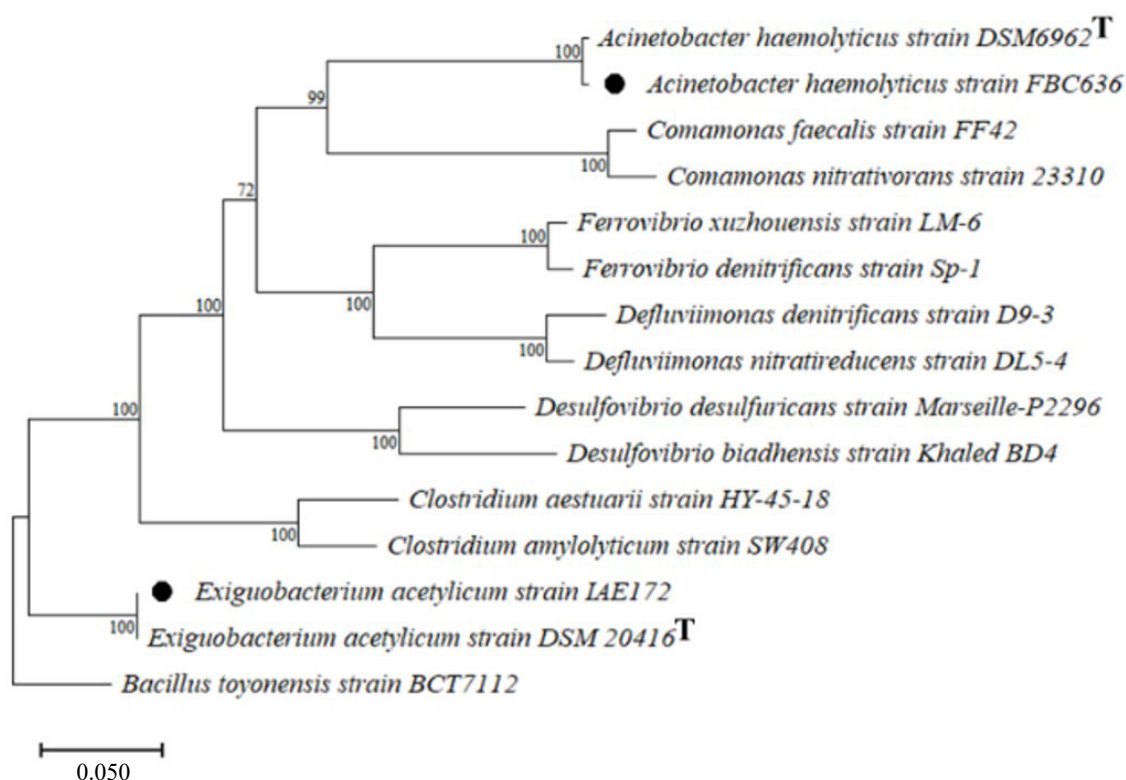 Acinetobacter haemolyticus strain DSM6962T
100
Acinetobacter haemolyticus strain FBC636
99
Comamonas faecalis strain FF42
100
Comamonas nitrativorans strain 23310
72
Ferrovibrio xuzhouensis strain LM-6
100
Ferrovibrio denitrificans strain Sp-1
100
100
Defluviimonas denitrificans strain D9-3
100
Defluviimonas nitratireducens strain DL5-4
100
Desulfovibrio desulfuricans strain Marseille-P2296
100
Desulfovibrio biadhensis strain Khaled BD4
Clostridium aestuarii strain HY-45-18
100
Clostridium amylolyticum strain SW408
Exiguobacterium acetylicum strain IAE172
100
Exiguobacterium acetylicum strain DSM 20416T
Bacillus toyonensis strain BCT7112
0.050